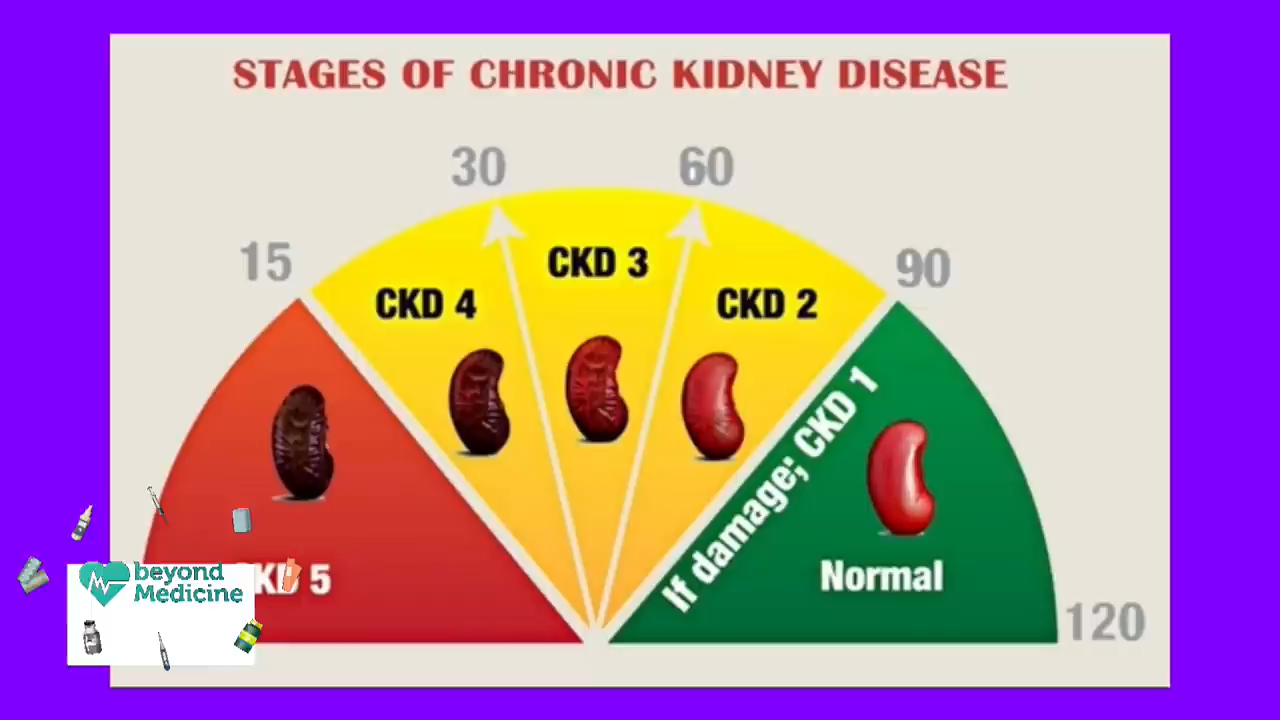 STAGES OF CHRONIC KIDNEY DISEASE
30
60
15
90
CKD 3
CKD 4
CKD 2
If damage; CKD 1
Normal
5
120
beyond
Medicine